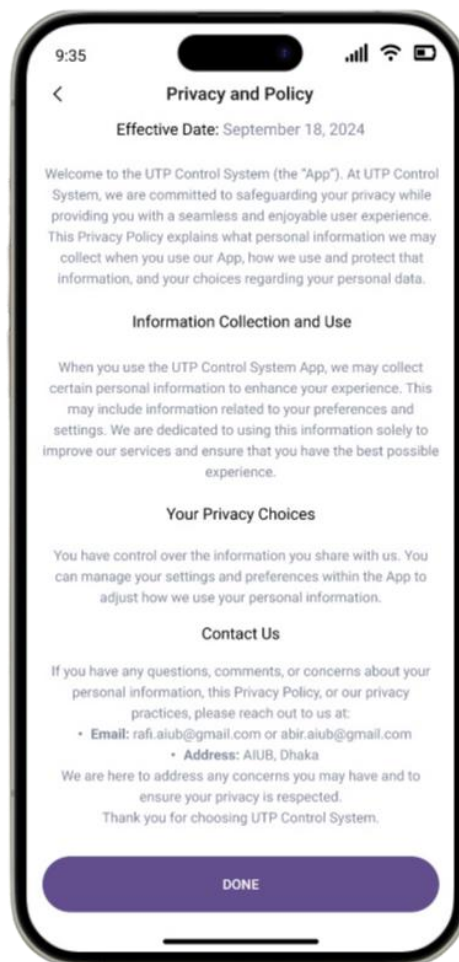 9:35
Privacy and Policy
Effective Date: September 18, 2024
Welcome to the UTP Control System (the "App"). At UTP Control
System, we are committed to safeguarding your privacy while
providing you with a seamless and enjoyable user experience.
This Privacy Policy explains what personal information we may
collect when you use our App, how we use and protect that
information, and your choices regarding your personal data.
Information Collection and Use
When you use the UTP Control System App, we may collect
certain personal information to enhance your experience. This
may include information related to your preferences and
settings. We are dedicated to using this information solely to
improve our services and ensure that you have the best possible
experience.
Your Privacy Choices
You have control over the information you share with us. You
can manage your settings and preferences within the App to
adjust how we use your personal information.
Contact Us
If you have any questions, comments, or concerns about your
personal information, this Privacy Policy, or our privacy
practices, please reach out to us at:
• Email: rafi.aiub@gmail.com or abir.aiub@gmail.com
• Address: AIUB, Dhaka
We are here to address any concerns you may have and to
ensure your privacy is respected.
Thank you for choosing UTP Control System.
DONE